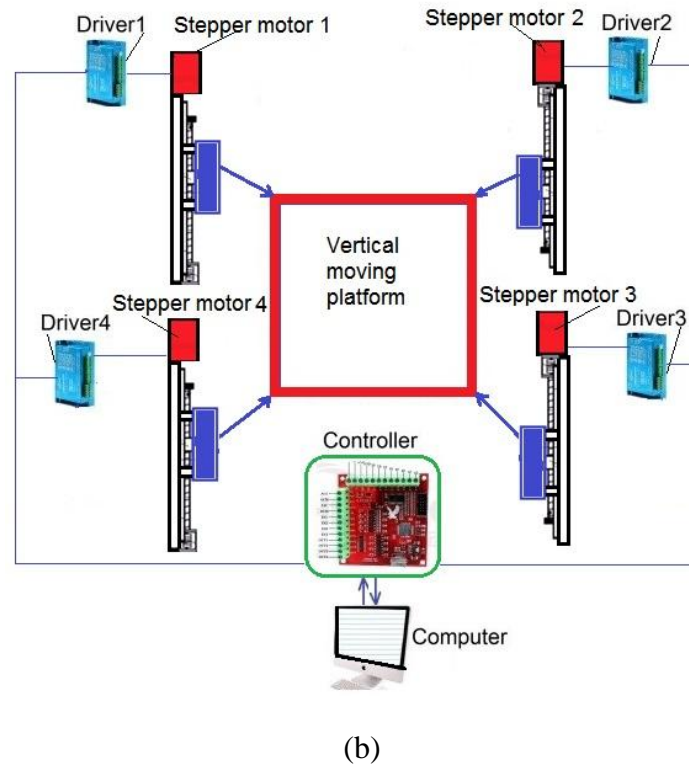 Driver1
Stepper motor 1
Stepper motor 2
Driver2
Vertical
moving
platform
Stepper motor 4
Stepper motor 3
Driver4
Driver3
Controller
Computer
(b)